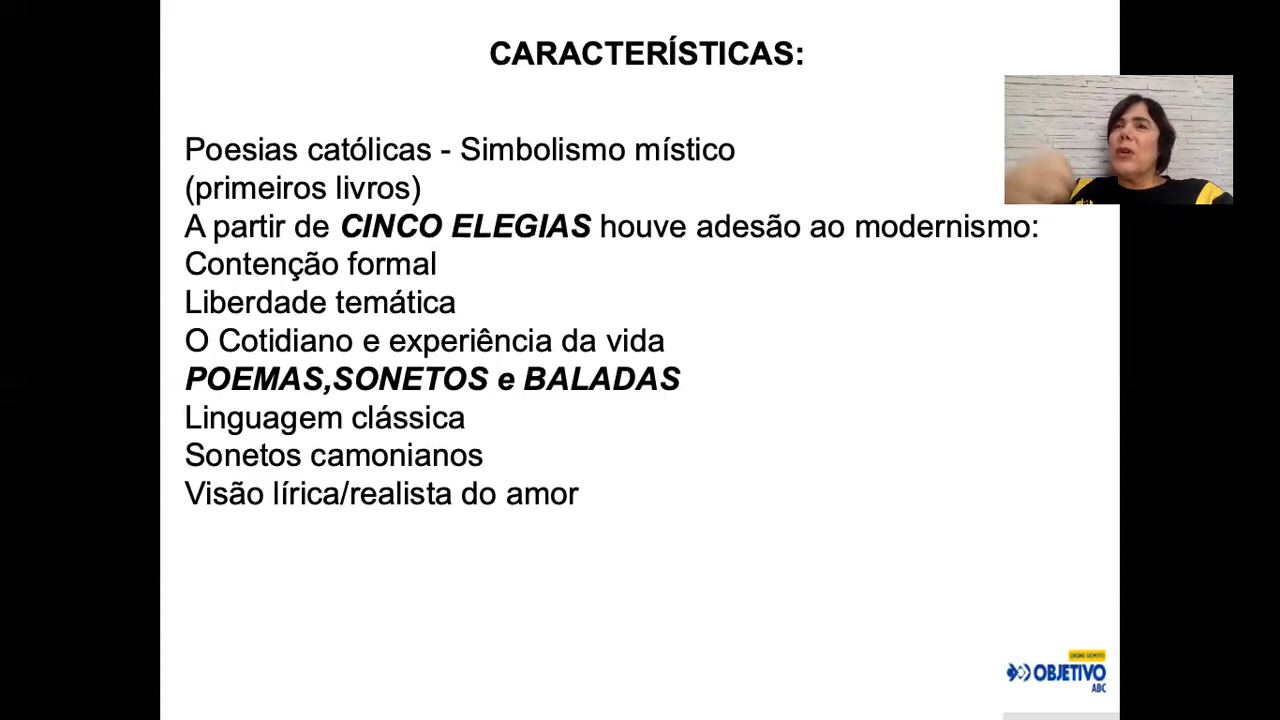 CARACTERÍSTICAS:
Poesias católicas - Simbolismo místico
(primeiros livros)
A partir de CINCO ELEGIAS houve adesão ao modernismo:
Contenção formal
Liberdade temática
O Cotidiano e experiência da vida
POEMAS,SONETOS e BALADAS
Linguagem clássica
Sonetos camonianos
Visão lírica/realista do amor
OBJETIVO
ABC